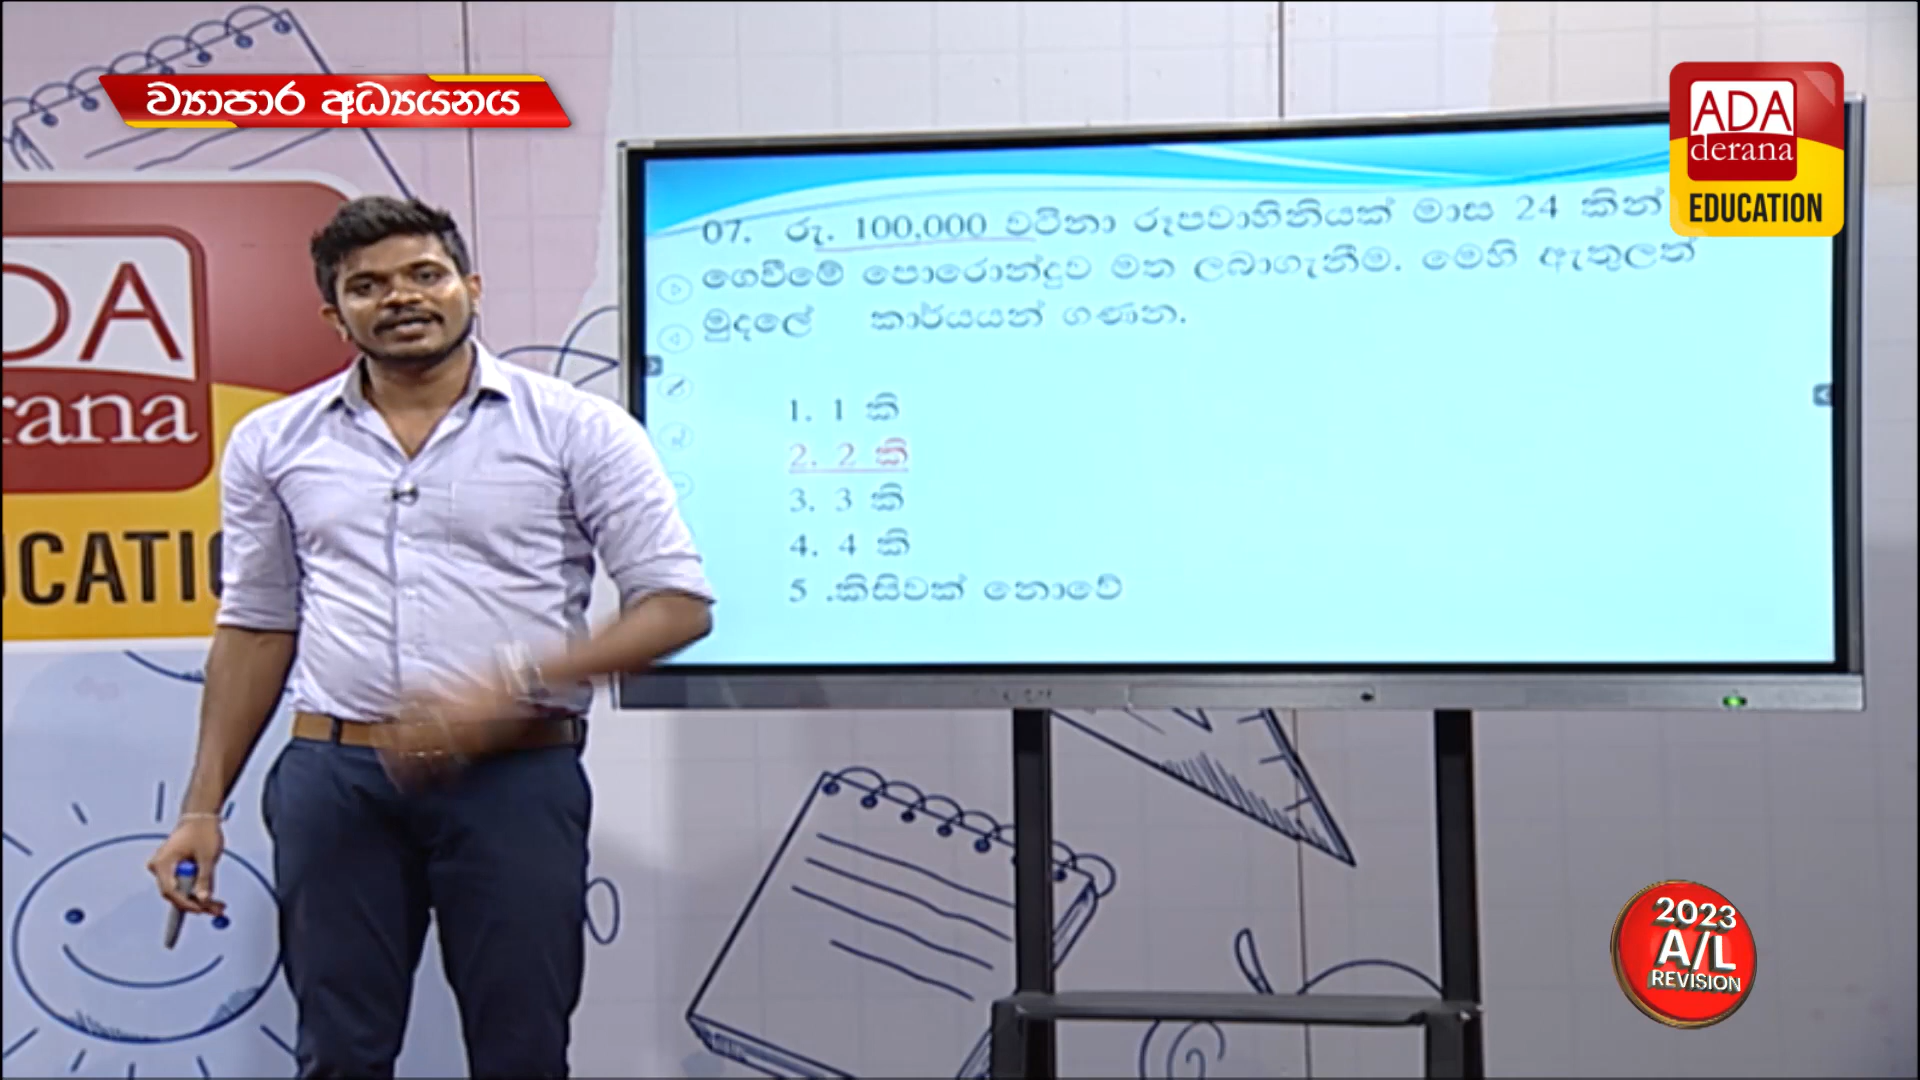 ව්‍යාපාර අධ්‍යයනය
ADA
derana
EDUCATION
07. රු. 100,000 වටිනා රූපවාහිනියක් මාස 24 කින්
ගෙවීමේ පොරොන්දුව මත ලබාගැනීම. මෙහි ඇතුලත්
මුදලේ කාර්යයන් ගණන.
1. 1 කි
2. 2 කි
3. 3 කි
4. 4 කි
5 .කිසිවක් නොවේ
DA
rana
UCATI
2023
A/L
REVISION